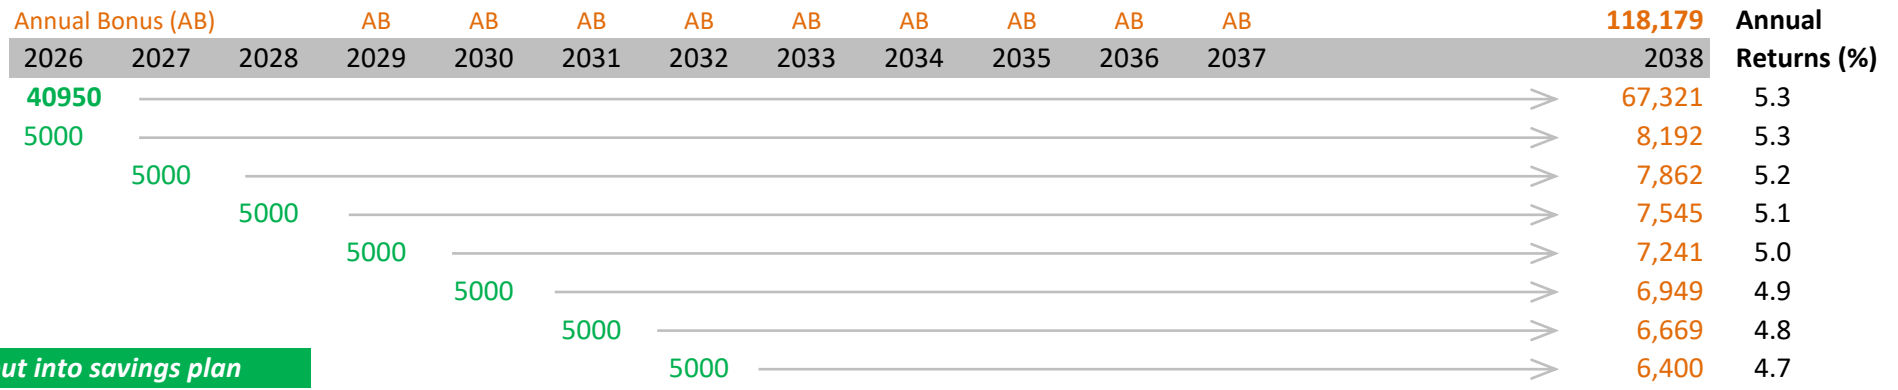 Annual Bonus (AB) AB AB AB AB AB AB AB AB AB 118,179 Annual
2026 2027 2028 2029 2030 2031 2032 2033 2034 2035 2036 2037 2038 Returns (%)
40950 67,321 5.3
5000 8,192 5.3
5000 7,862 5.2
5000 7,545 5.1
5000 7,241 5.0
5000 6,949 4.9
5000 6,669 4.8
ut into savings plan 5000 6,400 4.7